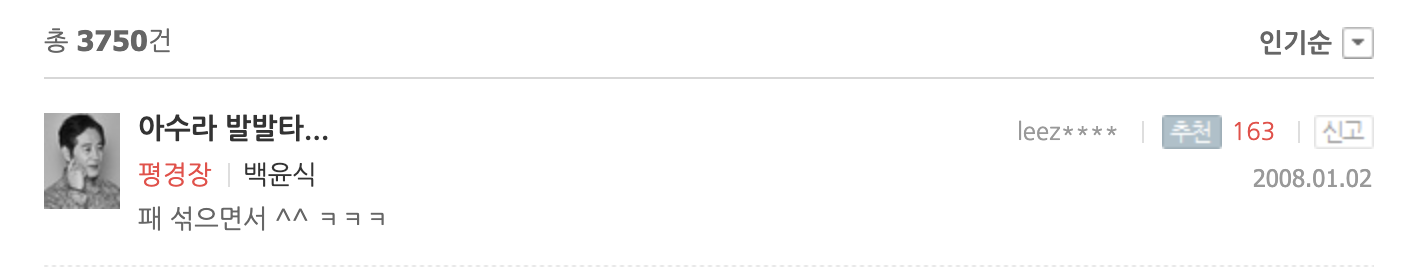 총 3750건
인기순
아수라 발발타...
leez**** 추천 163 신고
평경장 백윤식
2008.01.02
패 섞으면서 ^^ ㅋㅋㅋ